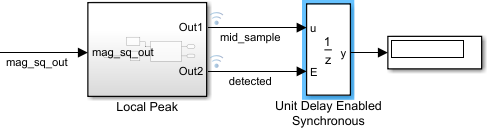 mag_sq_out
mag_sq_out
Out1
Out2
Local Peak
mid_sample
detected
u
E
1
z
y
Unit Delay Enabled
Synchronous